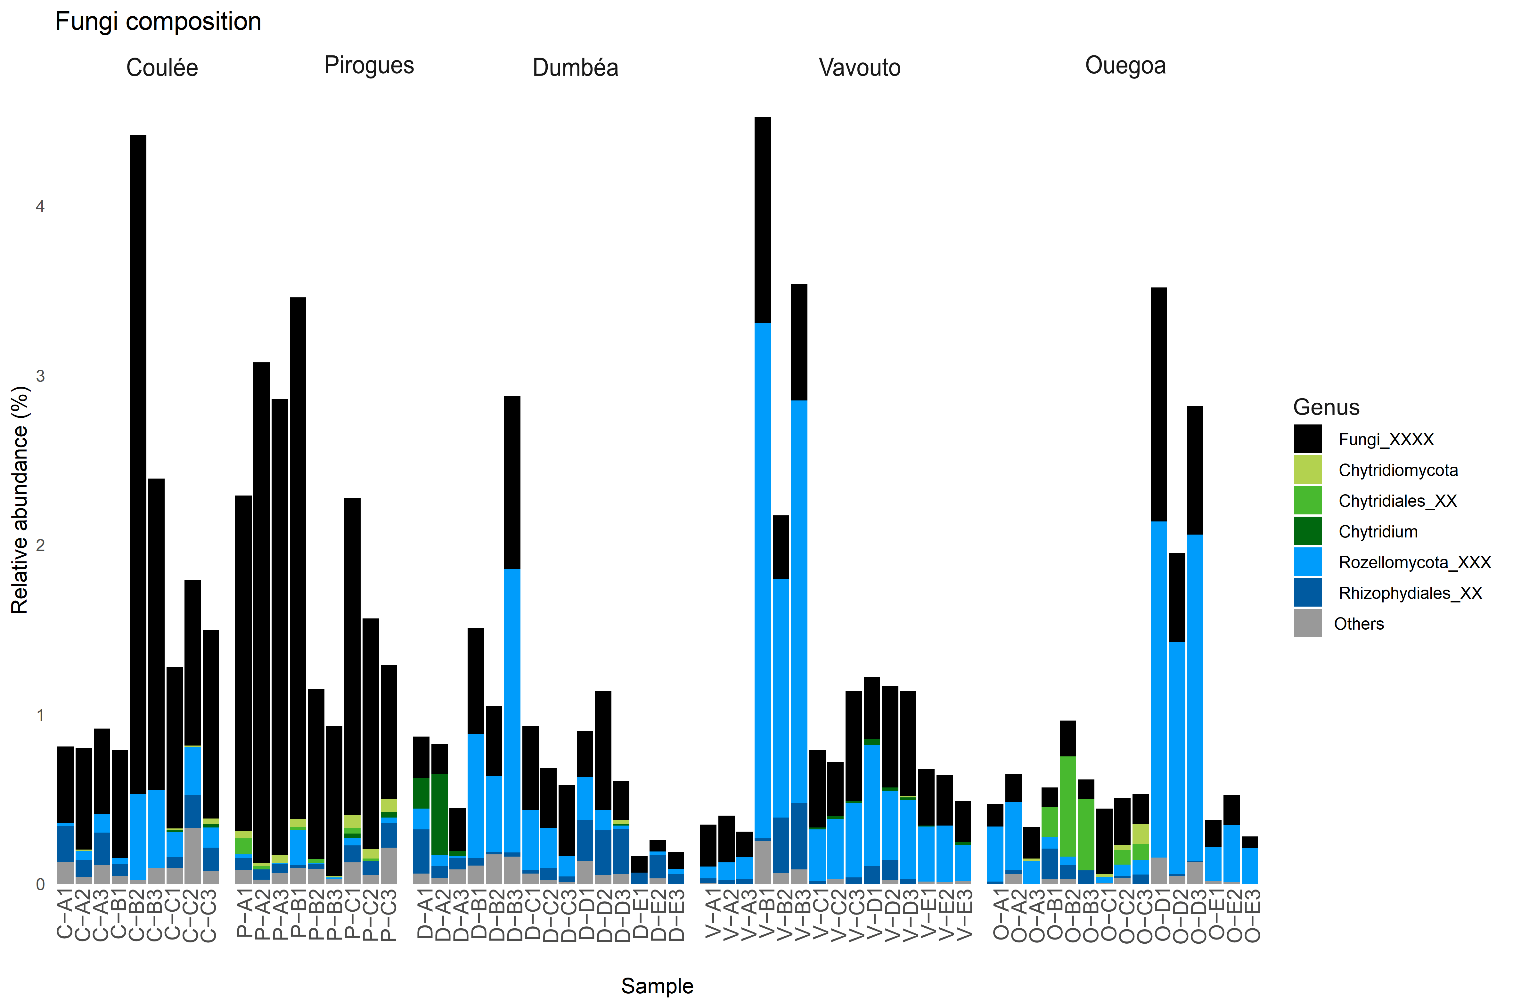 Fungi composition
Coulée Pirogues Dumbéa Vavouto Ouegoa
Relative abundance (%)
4
3
2
1
0
Genus
Fungi_XXXX
Chytridiomycota
Chytridiales_XX
Chytridium
Rozellomycota_XXX
Rhizophydiales_XX
Others
C−A1 C−A2 C−A3 C−B1 C−B2 C−B3 C−C1 C−C2 C−C3 P−A1 P−A2 P−A3 P−B1 P−B2 P−B3 P−C1 P−C2 P−C3 D−A1 D−A2 D−A3 D−B1 D−B2 D−B3 D−C1 D−C2 D−C3 D−D1 D−D2 D−D3 D−E1 D−E2 D−E3 V−A1 V−A2 V−A3 V−B1 V−B2 V−B3 V−C1 V−C2 V−C3 V−D1 V−D2 V−D3 V−E1 V−E2 V−E3 O−A1 O−A2 O−A3 O−B1 O−B2 O−B3 O−C1 O−C2 O−C3 O−D1 O−D2 O−D3 O−E1 O−E2 O−E3
Sample